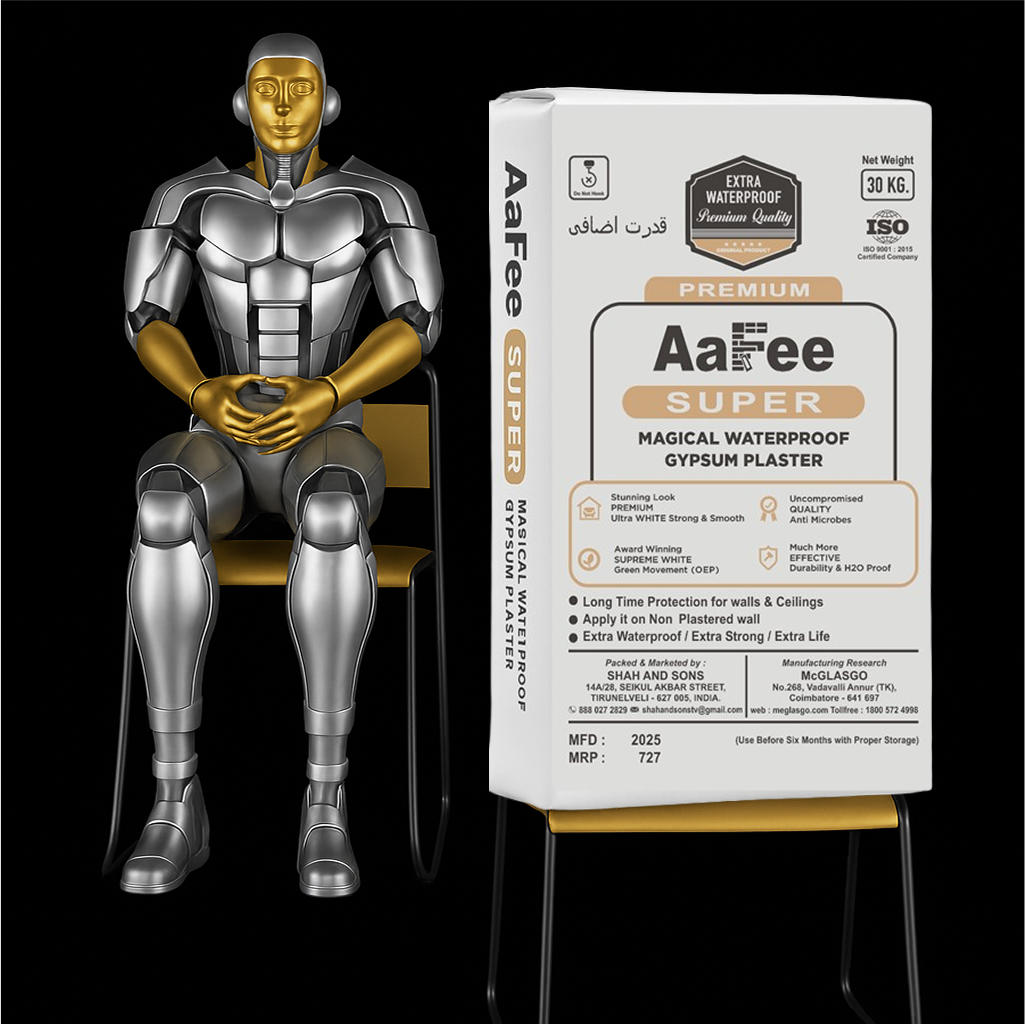 AaFee SUPER MASICAL WATE1PROOF
GYPSUM PLASTER
Do Not Hook
قدرت اضافی
EXTRA
WATERPROOF
Premium Quality
ORIGINAL PRODUCT
Net Weight
30 KG.
ISO
ISO 9001 : 2015
Certified Company
PREMIUM
AaFee
SUPER
MAGICAL WATERPROOF
GYPSUM PLASTER
Stunning Look
PREMIUM
Ultra WHITE Strong & Smooth
Uncompromised
QUALITY
Anti Microbes
Award Winning
SUPREME WHITE
Green Movement (OEP)
Much More
EFFECTIVE
Durability & H2O Proof
● Long Time Protection for walls & Ceilings
● Apply it on Non Plastered wall
● Extra Waterproof / Extra Strong / Extra Life
Packed & Marketed by :
SHAH AND SONS
14A/28, SEIKUL AKBAR STREET,
TIRUNELVELI - 627 005, INDIA.
888 027 2829 shahandsonstv@gmail.com
Manufacturing Research
McGLASGO
No.268, Vadavalli Annur (TK),
Coimbatore - 641 697
web : meglasgo.com Tollfree : 1800 572 4998
MFD : 2025
MRP : 727
(Use Before Six Months with Proper Storage)